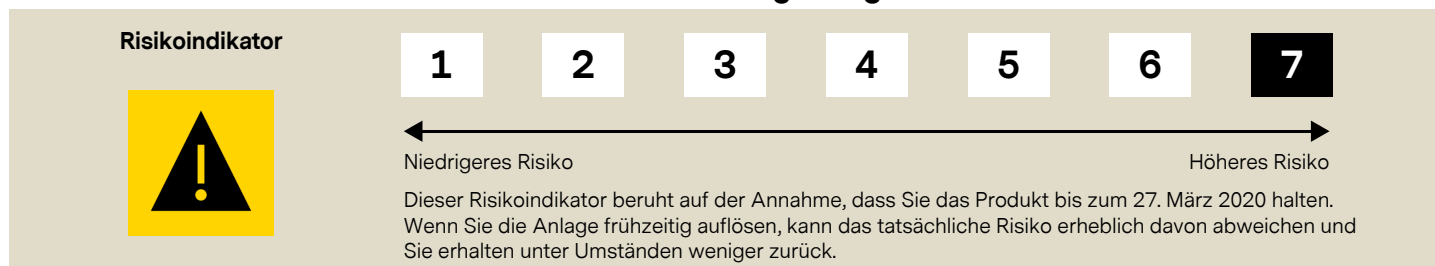 Risikoindikator
1 2 3 4 5 6 7
Niedrigeres Risiko
Höheres Risiko
Dieser Risikoindikator beruht auf der Annahme, dass Sie das Produkt bis zum 27. März 2020 halten.
Wenn Sie die Anlage frühzeitig auflösen, kann das tatsächliche Risiko erheblich davon abweichen und
Sie erhalten unter Umständen weniger zurück.